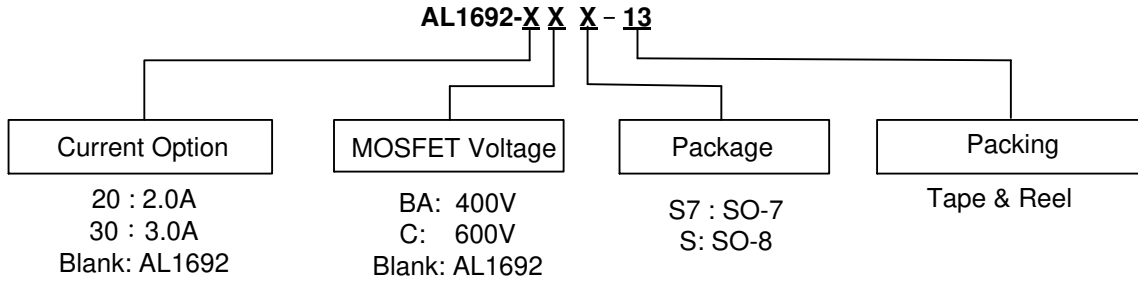 AL1692-X X X – 13
Current Option
20 : 2.0A
30 : 3.0A
Blank: AL1692
MOSFET Voltage
BA: 400V
C: 600V
Blank: AL1692
Package
S7 : SO-7
S: SO-8
Packing
Tape & Reel